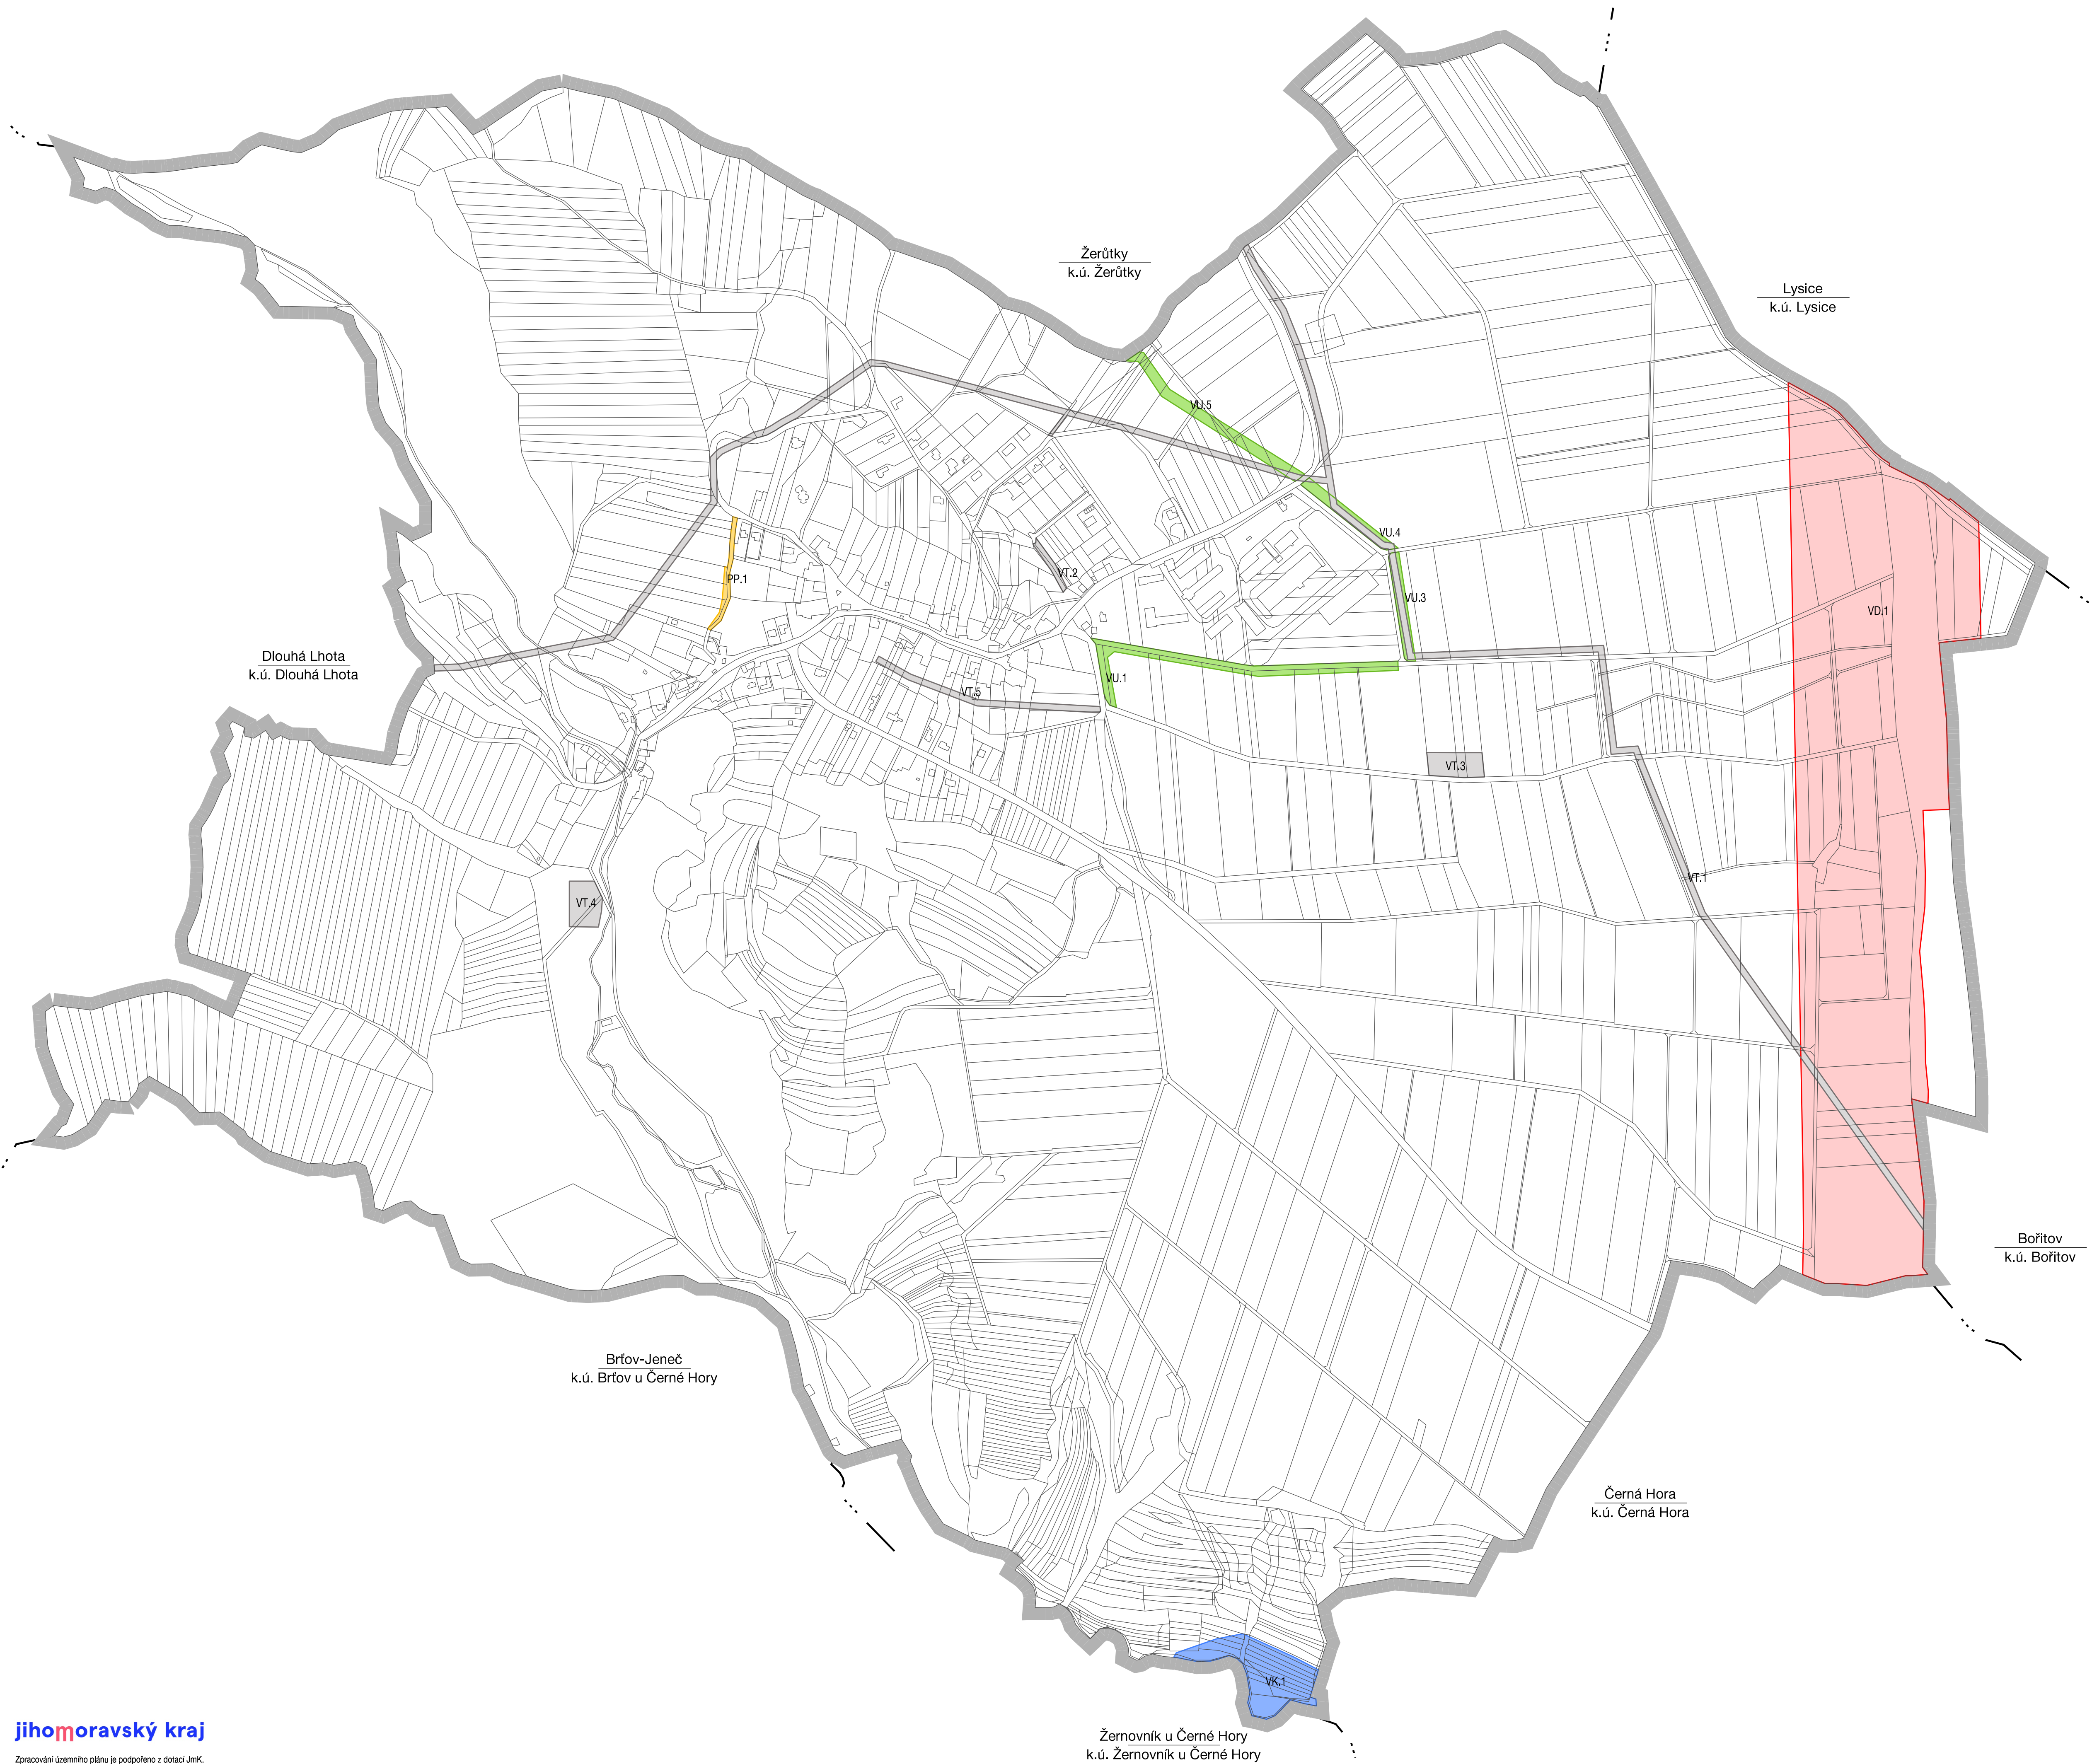 Žerůtky
k.ú. Žerůtky
Lysice
k.ú. Lysice
VU.5
VU.4
VT.2
PP.1
VU.3
VD.1
Dlouhá Lhota
k.ú. Dlouhá Lhota
VU.1
VT.5
VT.3
VT.1
VT.4
Bořitov
k.ú. Bořitov
Brťov-Jeneč
k.ú. Brťov u Černé Hory
Černá Hora
k.ú. Černá Hora
VK.1
jihomoravský kraj
Žernovník u Černé Hory
k.ú. Žernovník u Černé Hory
Zpracování územního plánu je podpořeno z dotací JmK.